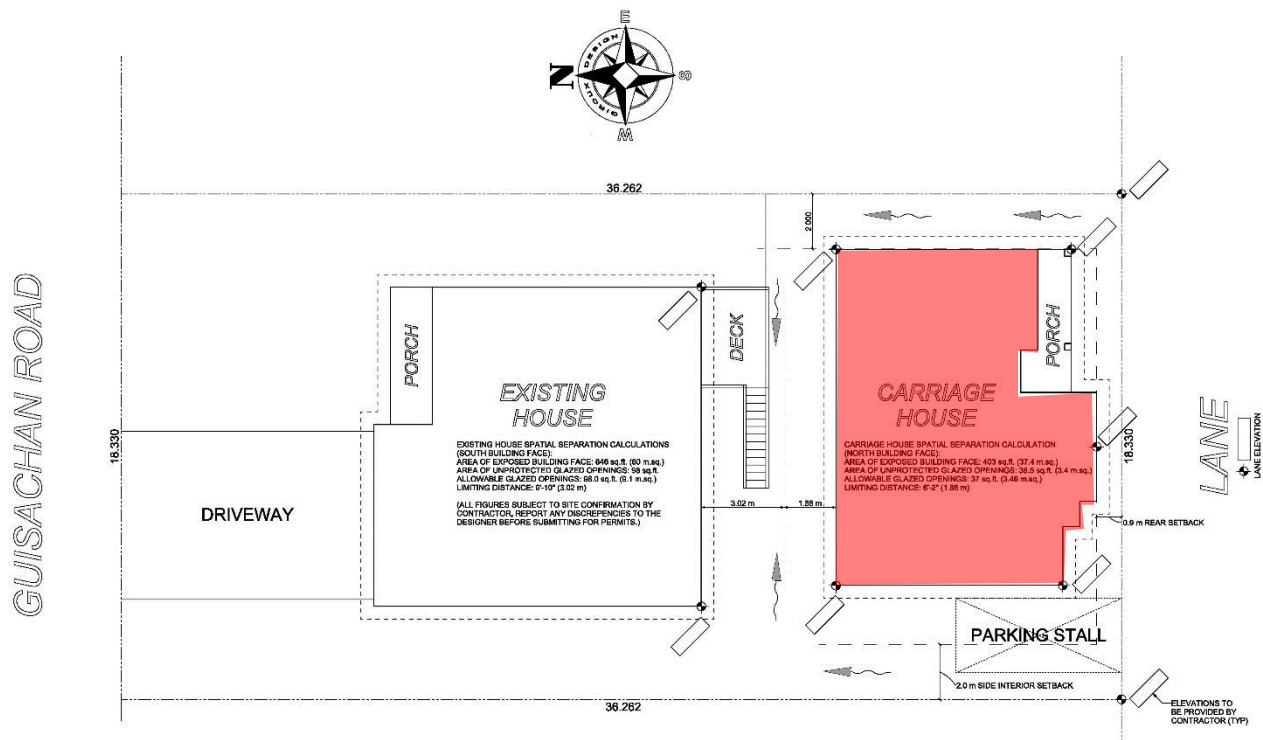 E
N
S
W
GIROUX DESIGN
36.262
2.000
GUISACHAN ROAD
18.330
DRIVEWAY
PORCH
EXISTING
HOUSE
EXISTING HOUSE SPATIAL SEPARATION CALCULATIONS
(SOUTH BUILDING FACE):
AREA OF EXPOSED BUILDING FACE: 646 sq.ft. (60 m.sq.)
AREA OF UNPROTECTED GLAZED OPENINGS: 98 sq.ft.
ALLOWABLE GLAZED OPENINGS: 98.0 sq.ft. (9.1 m.sq.)
LIMITING DISTANCE: 9'-10" (3.02 m)
(ALL FIGURES SUBJECT TO SITE CONFIRMATION BY
CONTRACTOR, REPORT ANY DISCREPENCIES TO THE
DESIGNER BEFORE SUBMITTING FOR PERMITS.)
DECK
3.02 m
1.88 m
CARRIAGE
HOUSE
CARRIAGE HOUSE SPATIAL SEPARATION CALCULATION
(NORTH BUILDING FACE):
AREA OF EXPOSED BUILDING FACE: 403 sq.ft. (37.4 m.sq.)
AREA OF UNPROTECTED GLAZED OPENINGS: 36.5 sq.ft. (3.4 m.sq.)
ALLOWABLE GLAZED OPENINGS: 37 sq.ft. (3.46 m.sq.)
LIMITING DISTANCE: 6'-2" (1.88 m)
PORCH
18.330
LANE
LANE ELEVATION
0.9 m REAR SETBACK
PARKING STALL
2.0 m SIDE INTERIOR SETBACK
36.262
ELEVATIONS TO
BE PROVIDED BY
CONTRACTOR (TYP)